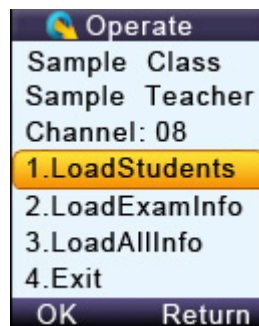 Operate
Sample Class
Sample Teacher
Channel: 08
1.LoadStudents
2.LoadExamInfo
3.LoadAllInfo
4.Exit
OK Return